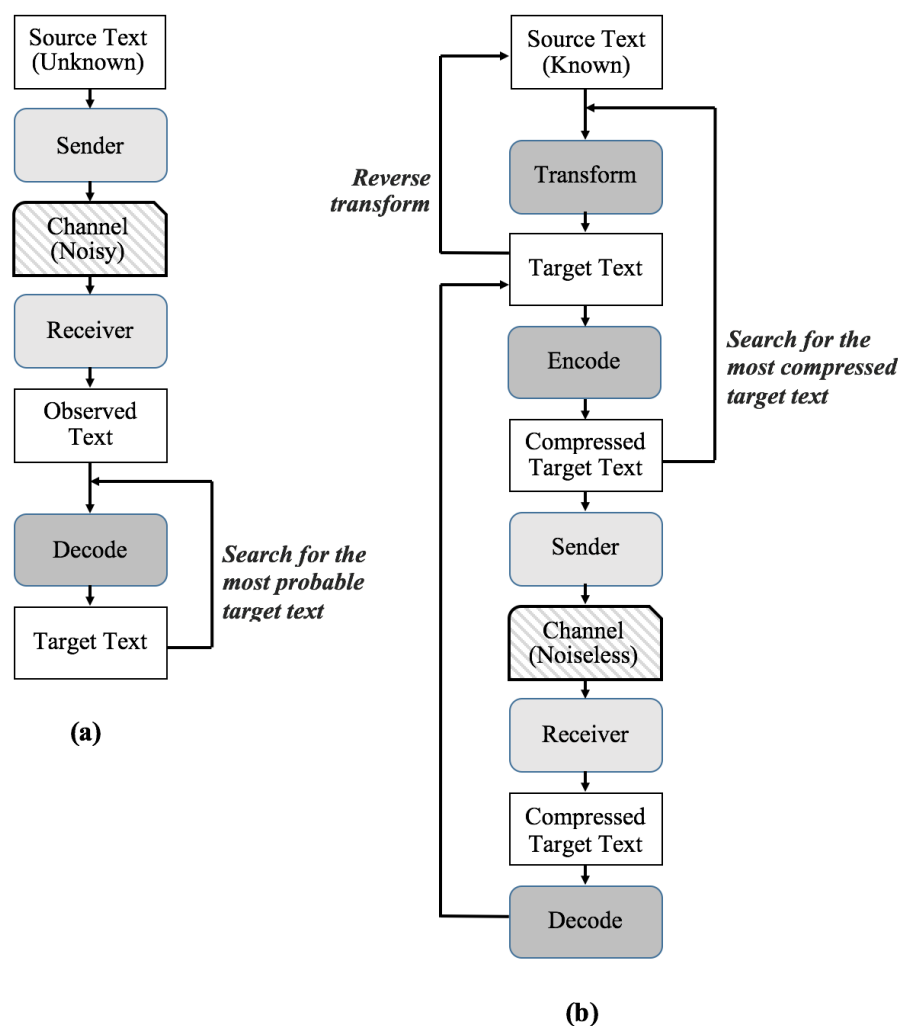 Source Text
(Unknown)
Sender
Channel
(Noisy)
Receiver
Observed
Text
Decode
Search for the
most probable
target text
Target Text
(a)
Source Text
(Known)
Reverse
transform
Transform
Target Text
Encode
Search for the
most compressed
target text
Compressed
Target Text
Sender
Channel
(Noiseless)
Receiver
Compressed
Target Text
Decode
(b)